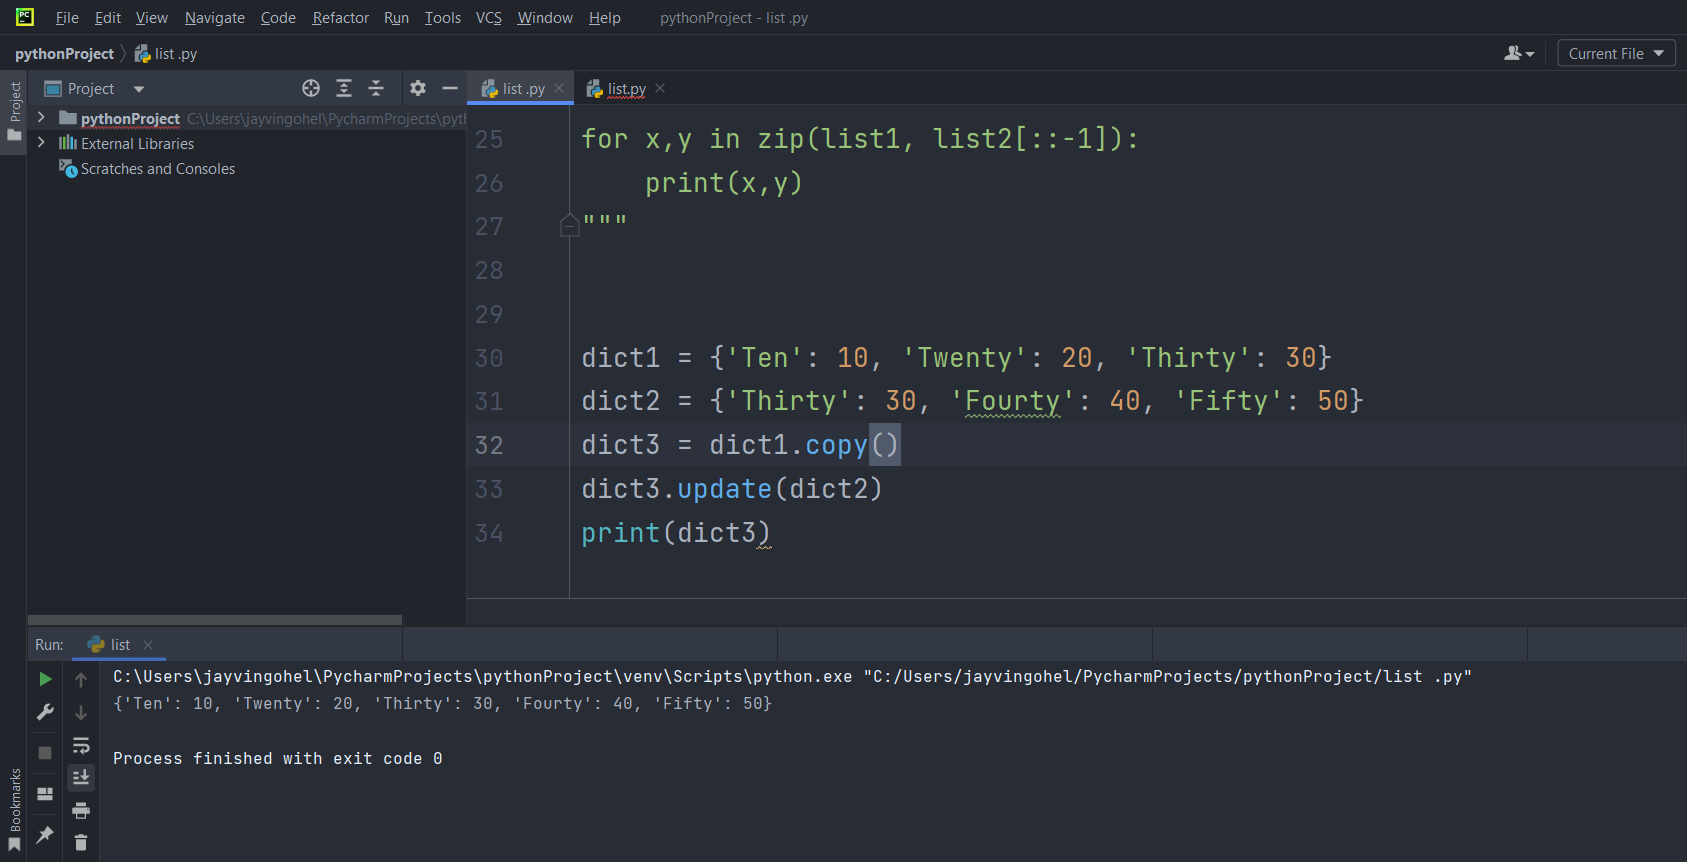 PC File Edit View Navigate Code Refactor Run Tools VCS Window Help pythonProject - list .py
pythonProject list .py Current File
Project
Project list .py list.py
pythonProject C:\Users\jayvingohel\PycharmProjects\pyth
External Libraries
Scratches and Consoles
25 for x,y in zip(list1, list2[::-1]):
26 print(x,y)
27 """
28
29
30 dict1 = {'Ten': 10, 'Twenty': 20, 'Thirty': 30}
31 dict2 = {'Thirty': 30, 'Fourty': 40, 'Fifty': 50}
32 dict3 = dict1.copy()
33 dict3.update(dict2)
34 print(dict3)
Run: list
C:\Users\jayvingohel\PycharmProjects\pythonProject\venv\Scripts\python.exe "C:/Users/jayvingohel/PycharmProjects/pythonProject/list .py"
{'Ten': 10, 'Twenty': 20, 'Thirty': 30, 'Fourty': 40, 'Fifty': 50}
Process finished with exit code 0
Bookmarks